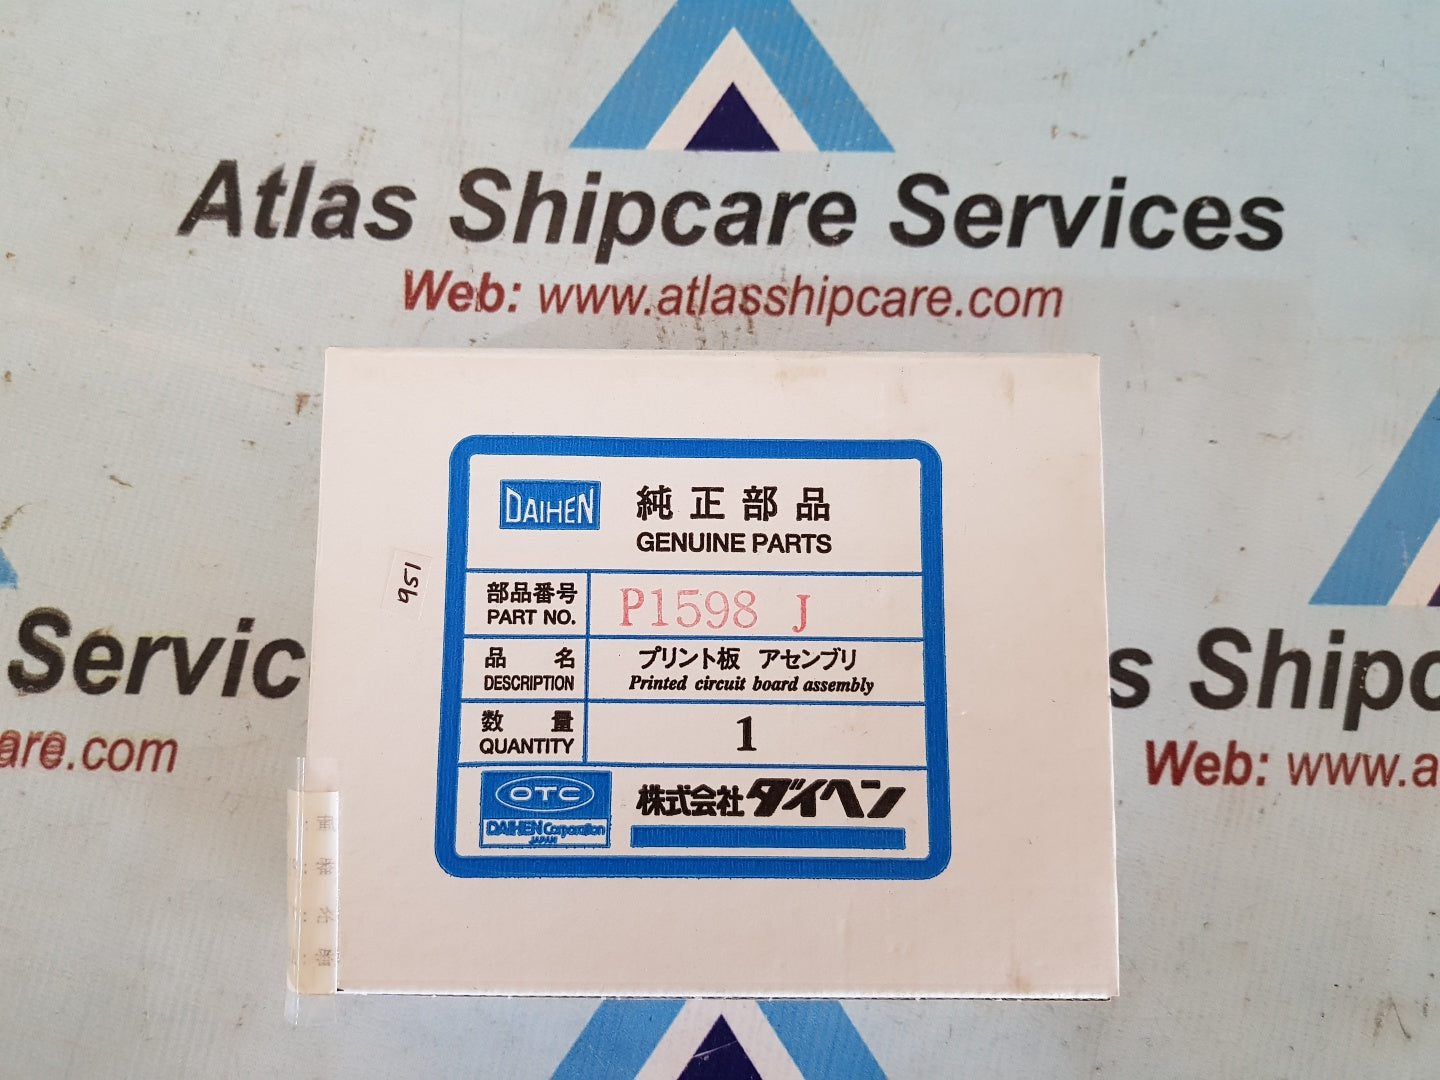 Atlas Shipcare Services
Web: www.atlasshipcare.com
DAIHEN
純正部品
GENUINE PARTS
部品番号
PART NO.
P1598 J
品名
DESCRIPTION
プリント板 アセンブリ
Printed circuit board assembly
数量
QUANTITY
1
OTC
DAIHEN Corporation
JAPAN
株式会社ダイヘン
951
Servic
are.com
s Shipc
Web: www.a